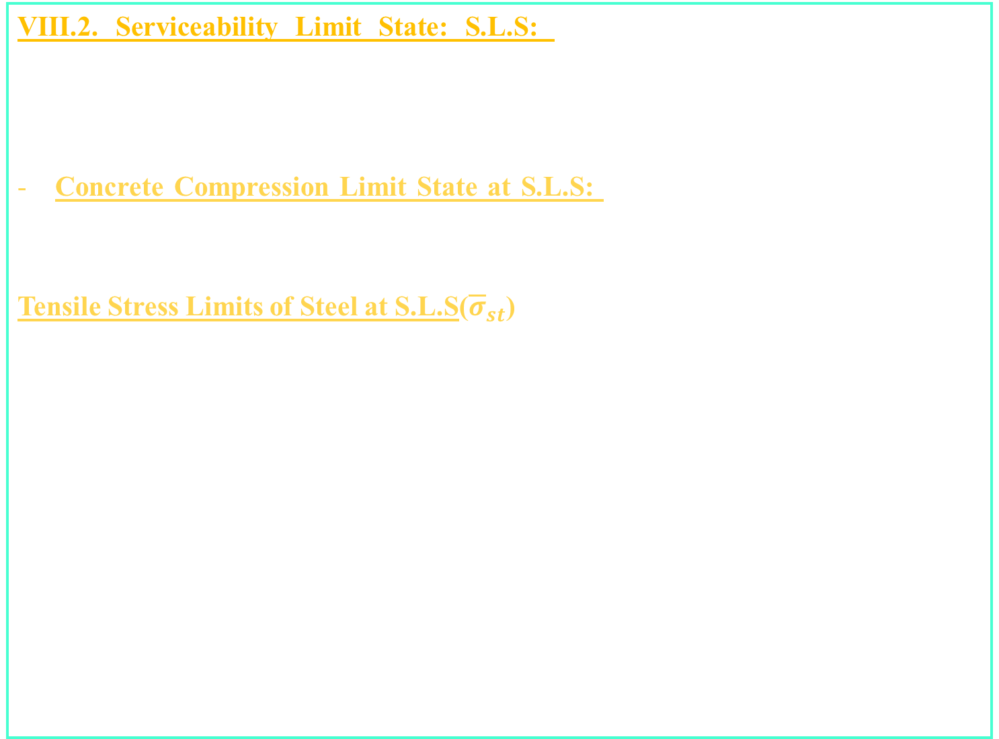 VIII.2. Serviceability Limit State: S.L.S:
- Concrete Compression Limit State at S.L.S:
Tensile Stress Limits of Steel at S.L.S(σ̅ₛₜ)